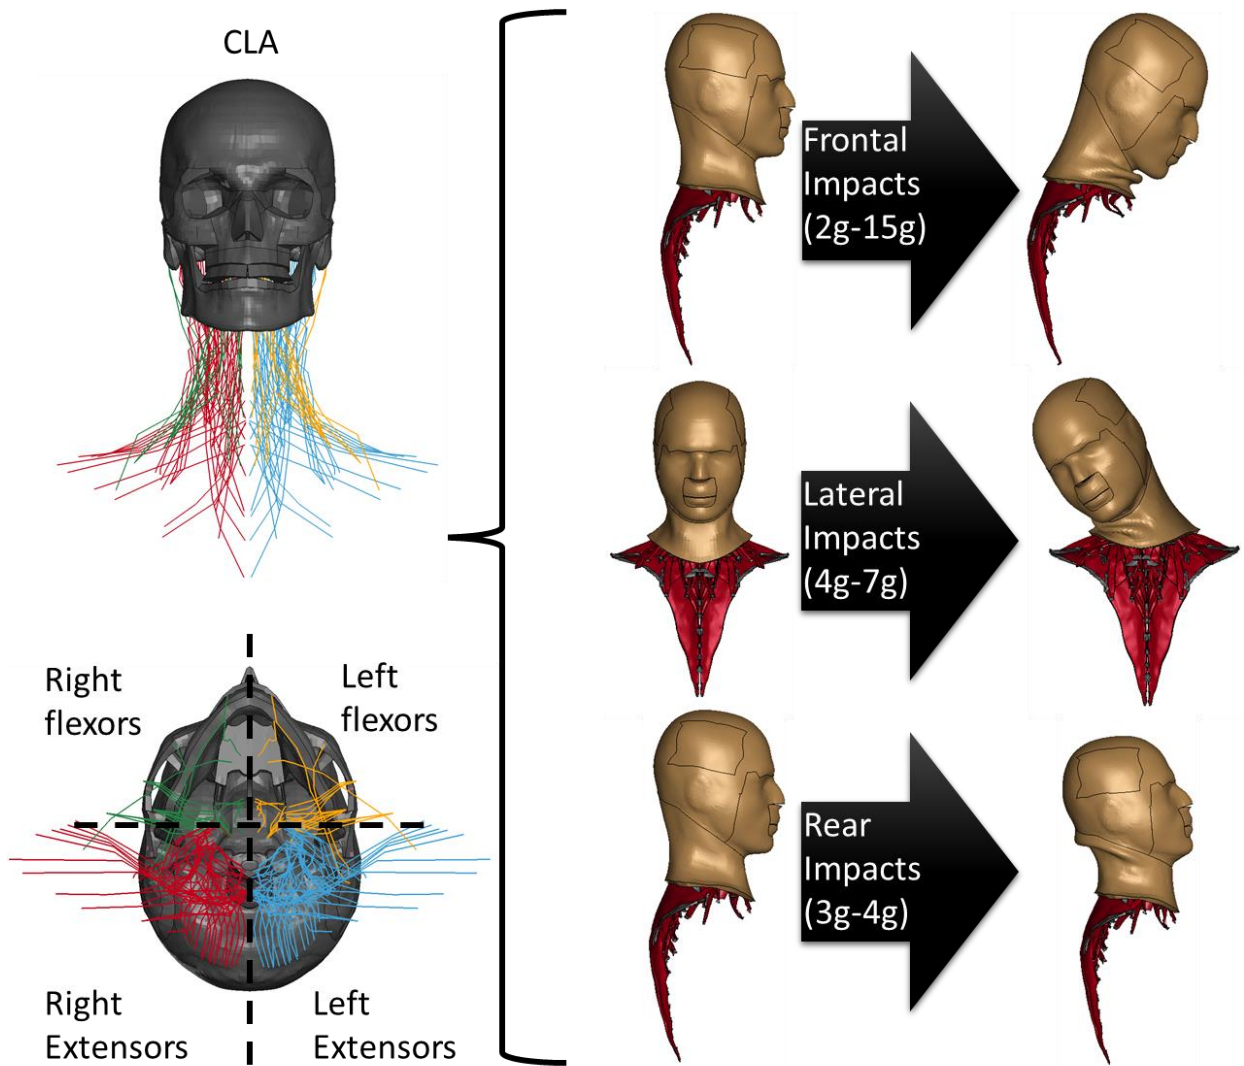 CLA
Right
flexors
Left
flexors
Right
Extensors
Left
Extensors
Frontal
Impacts
(2g-15g)
Lateral
Impacts
(4g-7g)
Rear
Impacts
(3g-4g)